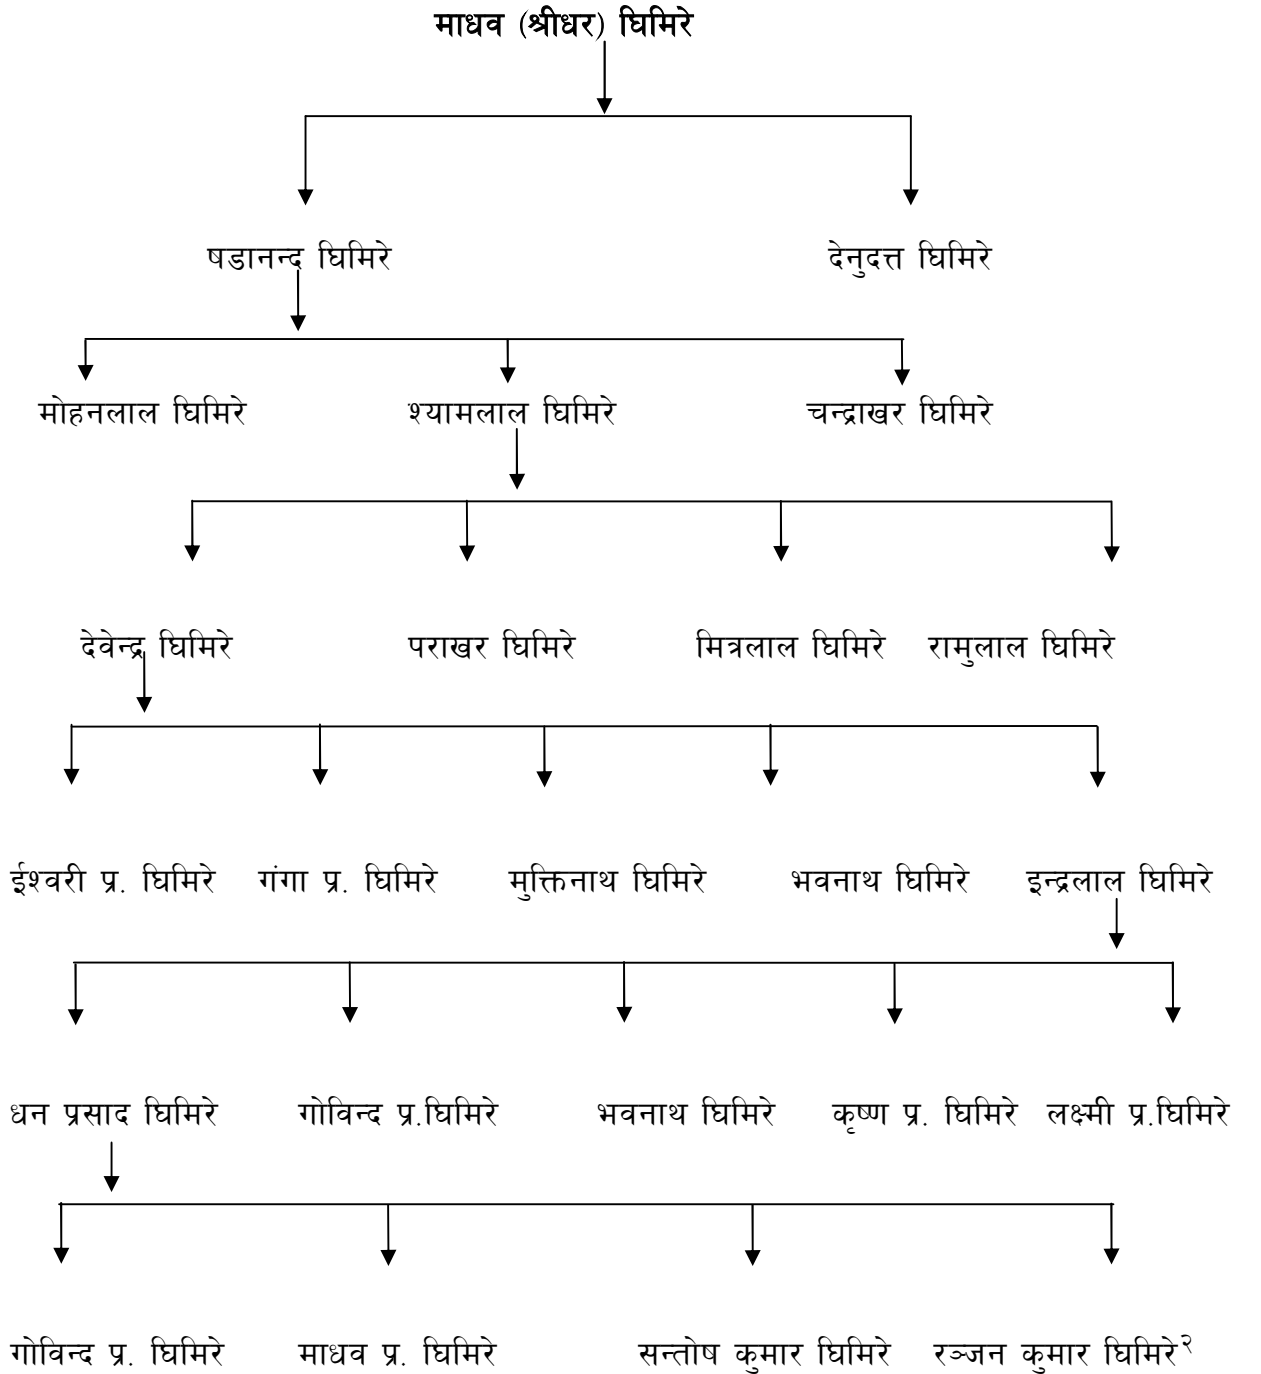 माधव (श्रीधर) घिमिरे
षडानन्द घिमिरे देनुदत्त घिमिरे
मोहनलाल घिमिरे श्यामलाल घिमिरे चन्द्राखर घिमिरे
देवेन्द्र घिमिरे पराखर घिमिरे मित्रलाल घिमिरे रामुलाल घिमिरे
ईश्वरी प्र. घिमिरे गंगा प्र. घिमिरे मुक्तिनाथ घिमिरे भवनाथ घिमिरे इन्द्रलाल घिमिरे
धन प्रसाद घिमिरे गोविन्द प्र.घिमिरे भवनाथ घिमिरे कृष्ण प्र. घिमिरे लक्ष्मी प्र.घिमिरे
गोविन्द प्र. घिमिरे माधव प्र. घिमिरे सन्तोष कुमार घिमिरे रञ्जन कुमार घिमिरे२